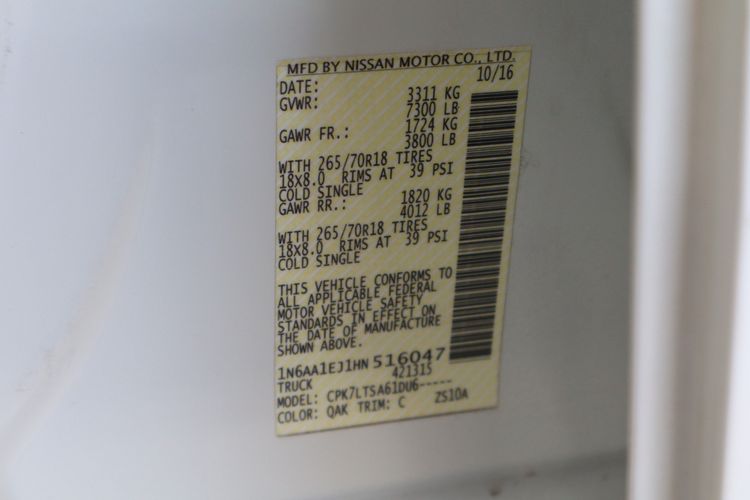 MFD BY NISSAN MOTOR CO., LTD.
DATE: 10/16
GVWR: 3311 KG
7300 LB
GAWR FR.: 1724 KG
3800 LB
WITH 265/70R18 TIRES
18x8.0 RIMS AT 39 PSI
COLD SINGLE
GAWR RR.: 1820 KG
4012 LB
WITH 265/70R18 TIRES
18x8.0 RIMS AT 39 PSI
COLD SINGLE
THIS VEHICLE CONFORMS TO
ALL APPLICABLE FEDERAL
MOTOR VEHICLE SAFETY
STANDARDS IN EFFECT ON
THE DATE OF MANUFACTURE
SHOWN ABOVE.
1N6AA1EJ1HN516047
TRUCK 421315
MODEL: CPK7LTSA61DU6-----
COLOR: QAK TRIM: C ZS10A